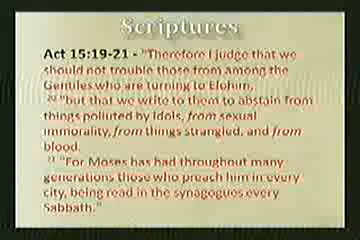 Scriptures
Act 15:19-21 - "Therefore I judge that we
should not trouble those from among the
Gentiles who are turning to Elohim,
20 "but that we write to them to abstain from
things polluted by idols, from sexual
immorality, from things strangled, and from
blood.
21 "For Moses has had throughout many
generations those who preach him in every
city, being read in the synagogues every
Sabbath."